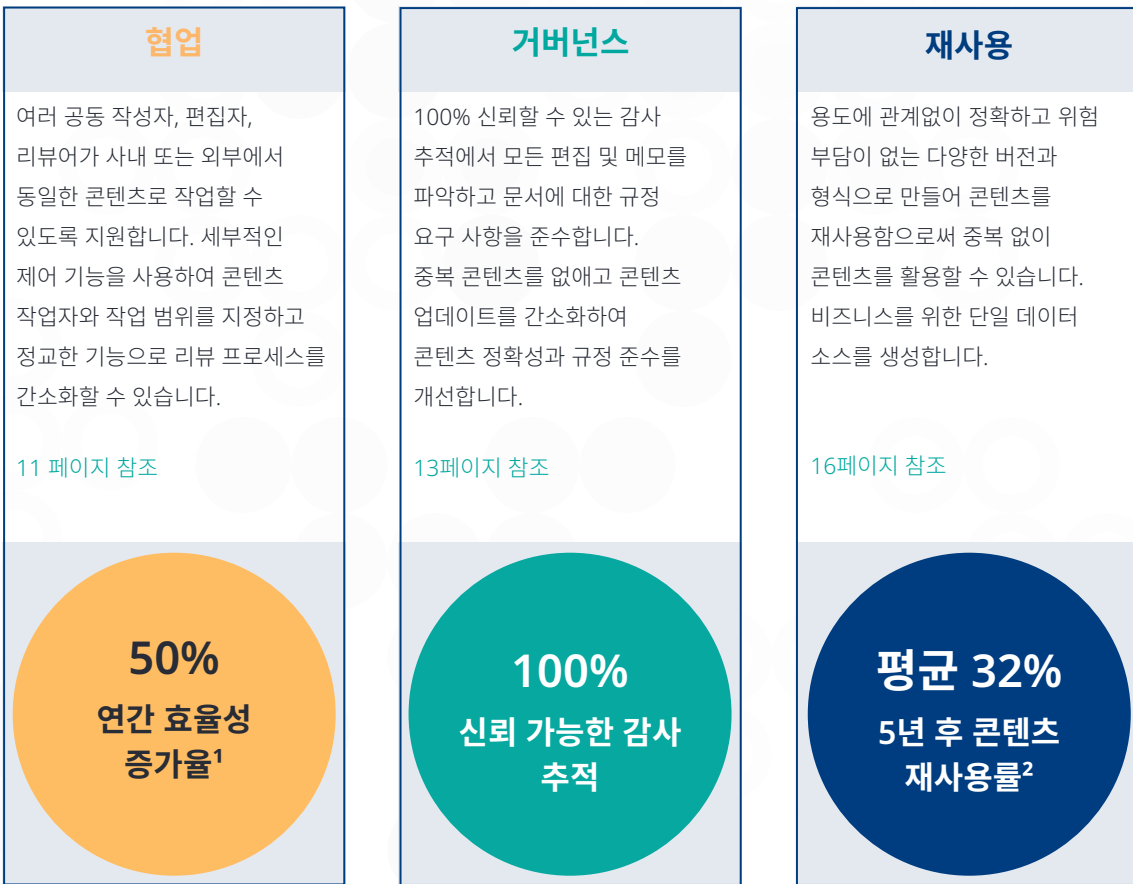 협업
여러 공동 작성자, 편집자,
리뷰어가 사내 또는 외부에서
동일한 콘텐츠로 작업할 수
있도록 지원합니다. 세부적인
제어 기능을 사용하여 콘텐츠
작업자와 작업 범위를 지정하고
정교한 기능으로 리뷰 프로세스를
간소화할 수 있습니다.
11 페이지 참조
50%
연간 효율성
증가율¹
거버넌스
100% 신뢰할 수 있는 감사
추적에서 모든 편집 및 메모를
파악하고 문서에 대한 규정
요구 사항을 준수합니다.
중복 콘텐츠를 없애고 콘텐츠
업데이트를 간소화하여
콘텐츠 정확성과 규정 준수를
개선합니다.
13페이지 참조
100%
신뢰 가능한 감사
추적
재사용
용도에 관계없이 정확하고 위험
부담이 없는 다양한 버전과
형식으로 만들어 콘텐츠를
재사용함으로써 중복 없이
콘텐츠를 활용할 수 있습니다.
비즈니스를 위한 단일 데이터
소스를 생성합니다.
16페이지 참조
평균 32%
5년 후 콘텐츠
재사용률²